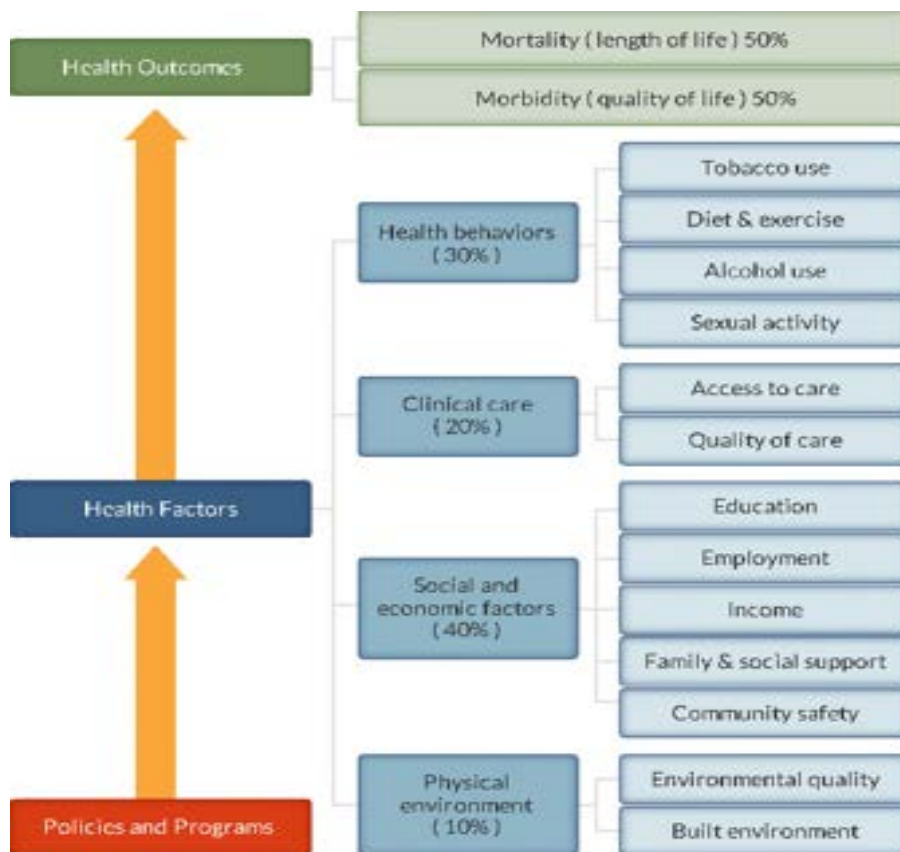 Health Outcomes
Mortality ( length of life ) 50%
Morbidity ( quality of life ) 50%
Health behaviors
( 30% )
Tobacco use
Diet & exercise
Alcohol use
Sexual activity
Clinical care
( 20% )
Access to care
Quality of care
Health Factors
Social and
economic factors
( 40% )
Education
Employment
Income
Family & social support
Community safety
Physical
environment
( 10% )
Environmental quality
Built environment
Policies and Programs